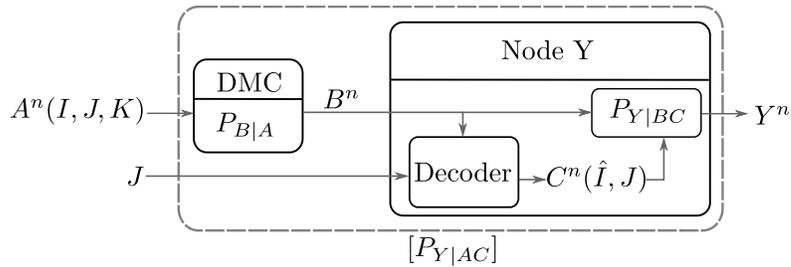 Node Y
DMC
A^n(I, J, K)
B^n
P_{B|A}
P_{Y|BC}
Y^n
J
Decoder
C^n(Î, J)
[P_{Y|AC}]